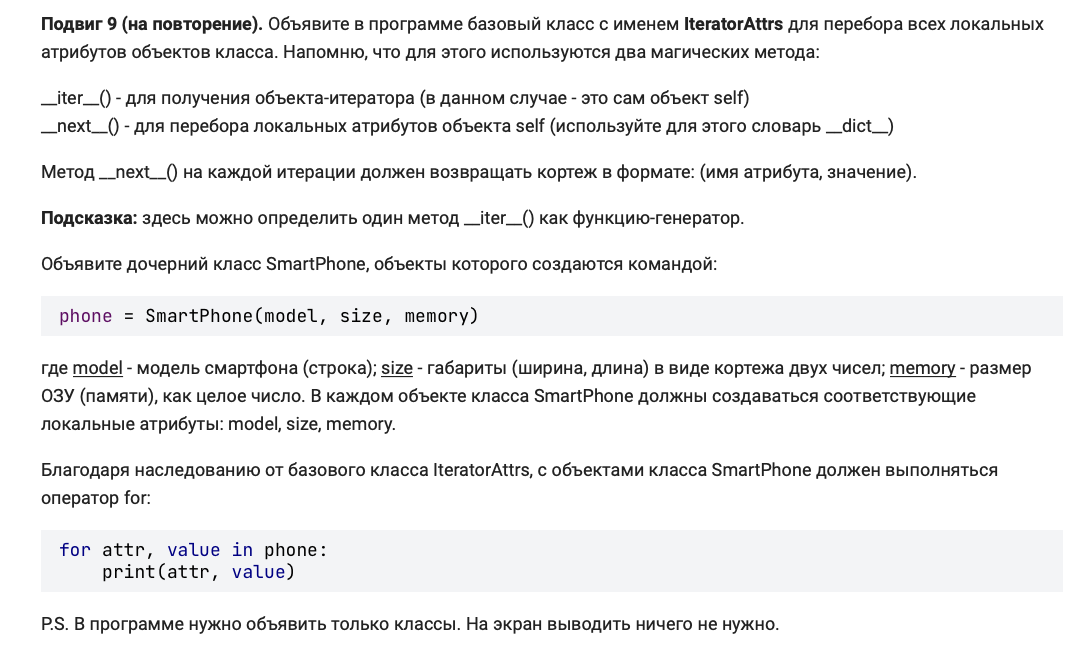 Подвиг 9 (на повторение). Объявите в программе базовый класс с именем IteratorAttrs для перебора всех локальных
атрибутов объектов класса. Напомню, что для этого используются два магических метода:
__iter__() - для получения объекта-итератора (в данном случае - это сам объект self)
__next__() - для перебора локальных атрибутов объекта self (используйте для этого словарь __dict__)
Метод __next__() на каждой итерации должен возвращать кортеж в формате: (имя атрибута, значение).
Подсказка: здесь можно определить один метод __iter__() как функцию-генератор.
Объявите дочерний класс SmartPhone, объекты которого создаются командой:
phone = SmartPhone(model, size, memory)
где model - модель смартфона (строка); size - габариты (ширина, длина) в виде кортежа двух чисел; memory - размер
ОЗУ (памяти), как целое число. В каждом объекте класса SmartPhone должны создаваться соответствующие
локальные атрибуты: model, size, memory.
Благодаря наследованию от базового класса IteratorAttrs, с объектами класса SmartPhone должен выполняться
оператор for:
for attr, value in phone:
    print(attr, value)
P.S. В программе нужно объявить только классы. На экран выводить ничего не нужно.